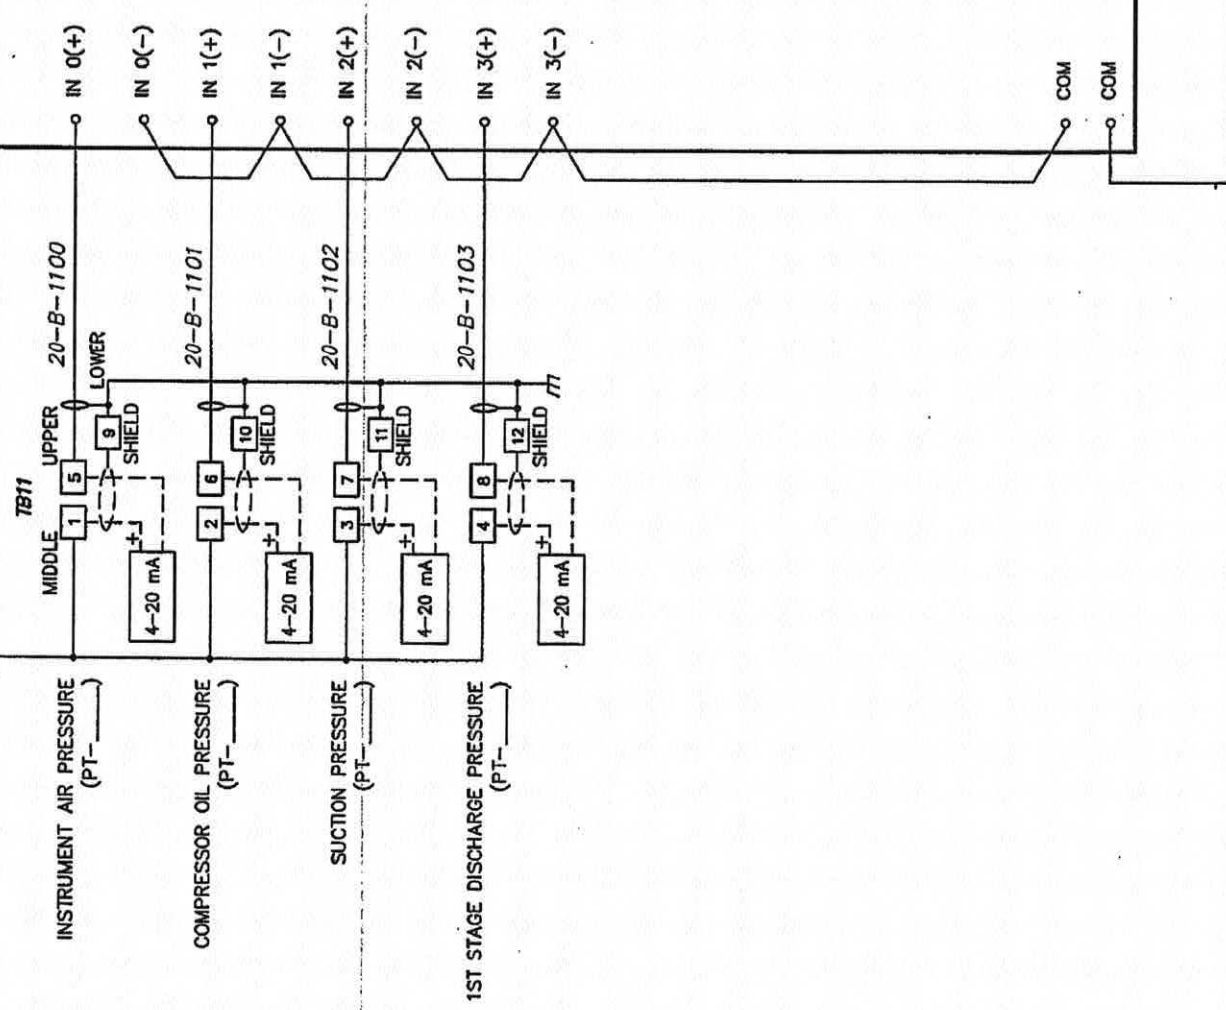 IN 0(+)
IN 0(-)
IN 1(+)
IN 1(-)
IN 2(+)
IN 2(-)
IN 3(+)
IN 3(-)
COM
COM
20-B-1100
20-B-1101
20-B-1102
20-B-1103
TB11
MIDDLE
UPPER
LOWER
1
5
9
SHIELD
+
4-20 mA
2
6
10
SHIELD
+
4-20 mA
3
7
11
SHIELD
+
4-20 mA
4
8
12
SHIELD
+
4-20 mA
INSTRUMENT AIR PRESSURE
(PT-____)
COMPRESSOR OIL PRESSURE
(PT-____)
SUCTION PRESSURE
(PT-____)
1ST STAGE DISCHARGE PRESSURE
(PT-____)